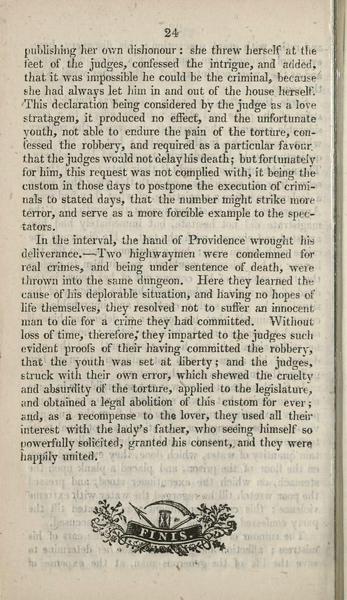 24
publishing her own dishonour: she threw herself at the
feet of the judges, confessed the intrigue, and added,
that it was impossible he could be the criminal, because
she had always let him in and out of the house herself.
This declaration being considered by the judge as a love
stratagem, it produced no effect, and the unfortunate
youth, not able to endure the pain of the torture, con-
fessed the robbery, and required as a particular favour
that the judges would not delay his death; but fortunately
for him, this request was not complied with, it being the
custom in those days to postpone the execution of crimi-
nals to stated days, that the number might strike more
terror, and serve as a more forcible example to the spec-
tators.
In the interval, the hand of Providence wrought his
deliverance.—Two highwaymen were condemned for
real crimes, and being under sentence of death, were
thrown into the same dungeon. Here they learned the
cause of his deplorable situation, and having no hopes of
life themselves, they resolved not to suffer an innocent
man to die for a crime they had committed. Without
loss of time, therefore, they imparted to the judges such
evident proofs of their having committed the robbery,
that the youth was set at liberty; and the judges,
struck with their own error, which shewed the cruelty
and absurdity of the torture, applied to the legislature,
and obtained a legal abolition of this custom for ever;
and, as a recompense to the lover, they used all their
interest with the lady's father, who seeing himself so
powerfully solicited, granted his consent, and they were
happily united.
FINIS.